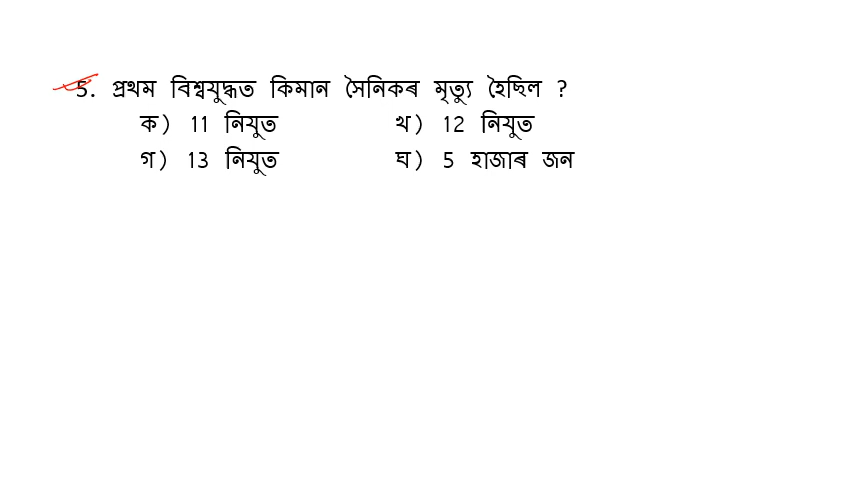 5. প্ৰথম বিশ্বযুদ্ধত কিমান সৈনিকৰ মৃত্যু হৈছিল ?
ক) 11 নিযুত খ) 12 নিযুত
গ) 13 নিযুত ঘ) 5 হাজাৰ জন